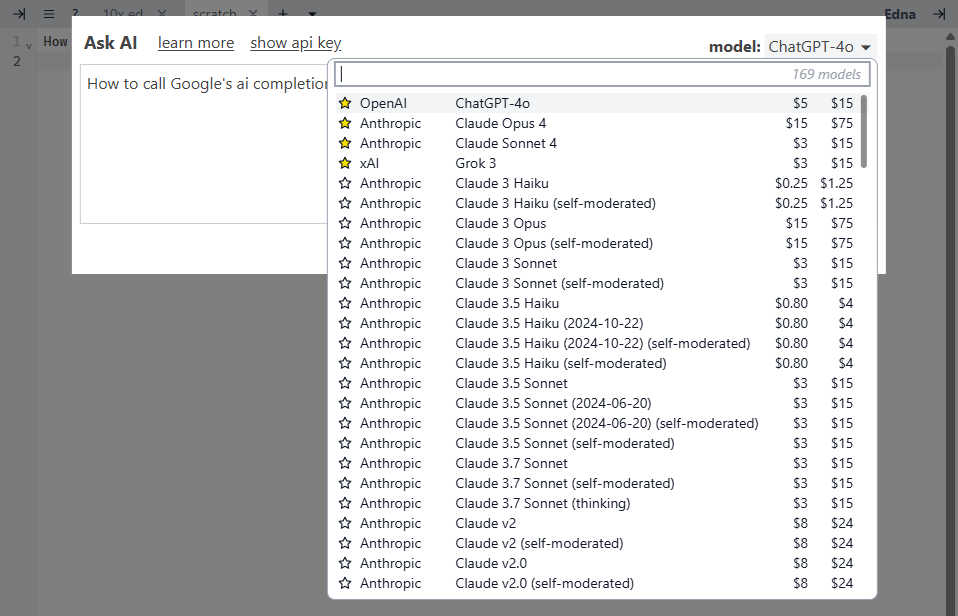 ? 10x ed scratch Edna
1 How
2
Ask AI learn more show api key model: ChatGPT-4o
How to call Google's ai completion
169 models
OpenAI ChatGPT-4o $5 $15
Anthropic Claude Opus 4 $15 $75
Anthropic Claude Sonnet 4 $3 $15
xAI Grok 3 $3 $15
Anthropic Claude 3 Haiku $0.25 $1.25
Anthropic Claude 3 Haiku (self-moderated) $0.25 $1.25
Anthropic Claude 3 Opus $15 $75
Anthropic Claude 3 Opus (self-moderated) $15 $75
Anthropic Claude 3 Sonnet $3 $15
Anthropic Claude 3 Sonnet (self-moderated) $3 $15
Anthropic Claude 3.5 Haiku $0.80 $4
Anthropic Claude 3.5 Haiku (2024-10-22) $0.80 $4
Anthropic Claude 3.5 Haiku (2024-10-22) (self-moderated) $0.80 $4
Anthropic Claude 3.5 Haiku (self-moderated) $0.80 $4
Anthropic Claude 3.5 Sonnet $3 $15
Anthropic Claude 3.5 Sonnet (2024-06-20) $3 $15
Anthropic Claude 3.5 Sonnet (2024-06-20) (self-moderated) $3 $15
Anthropic Claude 3.5 Sonnet (self-moderated) $3 $15
Anthropic Claude 3.7 Sonnet $3 $15
Anthropic Claude 3.7 Sonnet (self-moderated) $3 $15
Anthropic Claude 3.7 Sonnet (thinking) $3 $15
Anthropic Claude v2 $8 $24
Anthropic Claude v2 (self-moderated) $8 $24
Anthropic Claude v2.0 $8 $24
Anthropic Claude v2.0 (self-moderated) $8 $24